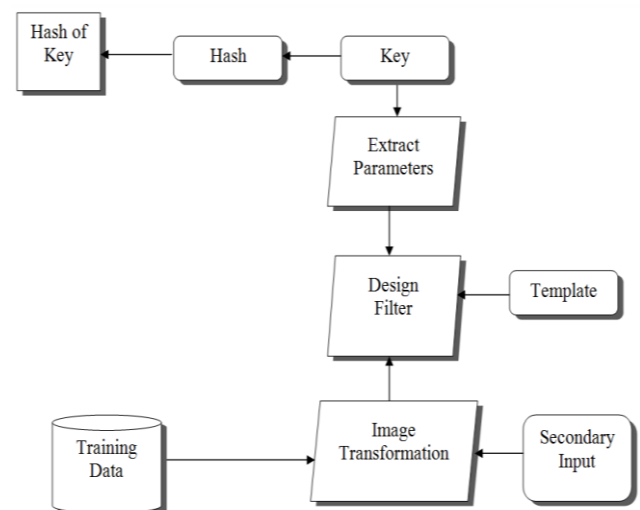 Hash of
Key
Hash
Key
Extract
Parameters
Design
Filter
Template
Training
Data
Image
Transformation
Secondary
Input